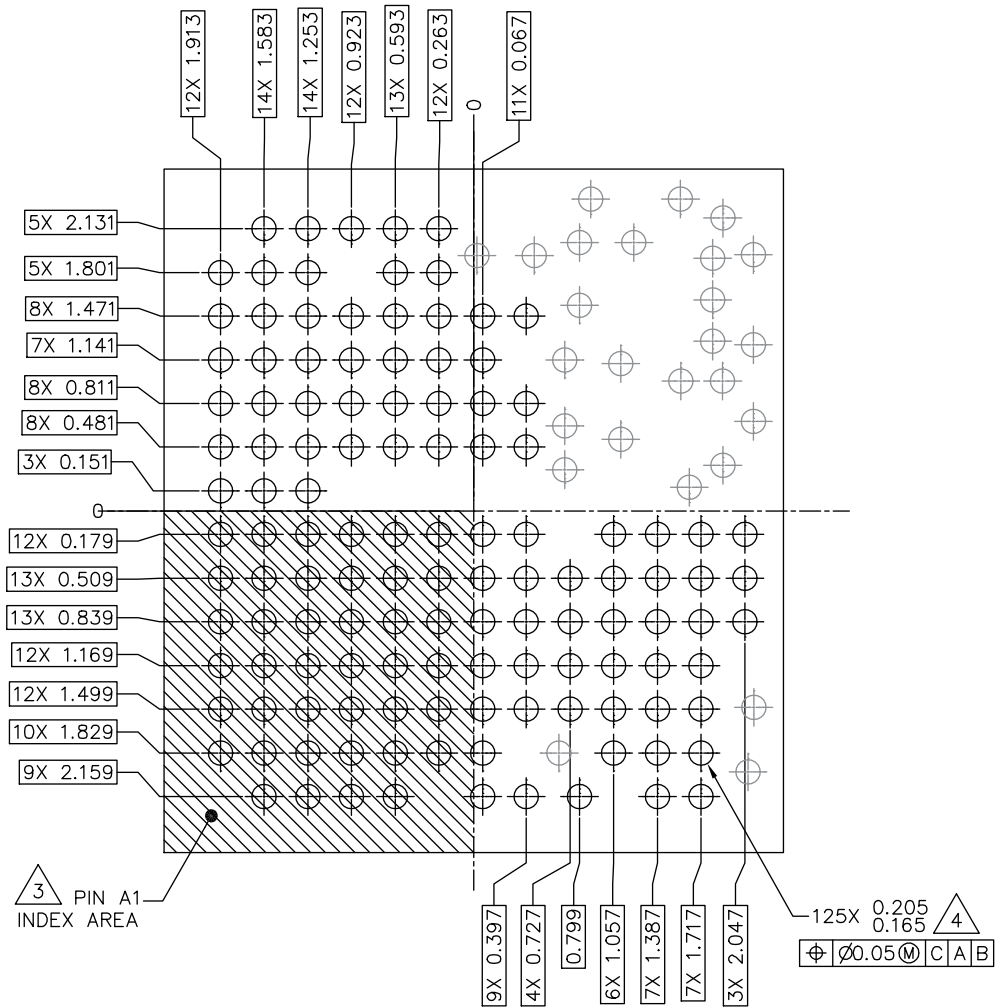 12X 1.913
14X 1.583
14X 1.253
12X 0.923
13X 0.593
12X 0.263
0
11X 0.067
5X 2.131
5X 1.801
8X 1.471
7X 1.141
8X 0.811
8X 0.481
3X 0.151
0
12X 0.179
13X 0.509
13X 0.839
12X 1.169
12X 1.499
10X 1.829
9X 2.159
3 PIN A1
INDEX AREA
9X 0.397
4X 0.727
0.799
6X 1.057
7X 1.387
7X 1.717
3X 2.047
125X 0.205
0.165
4
⌖ Ø0.05Ⓜ C A B